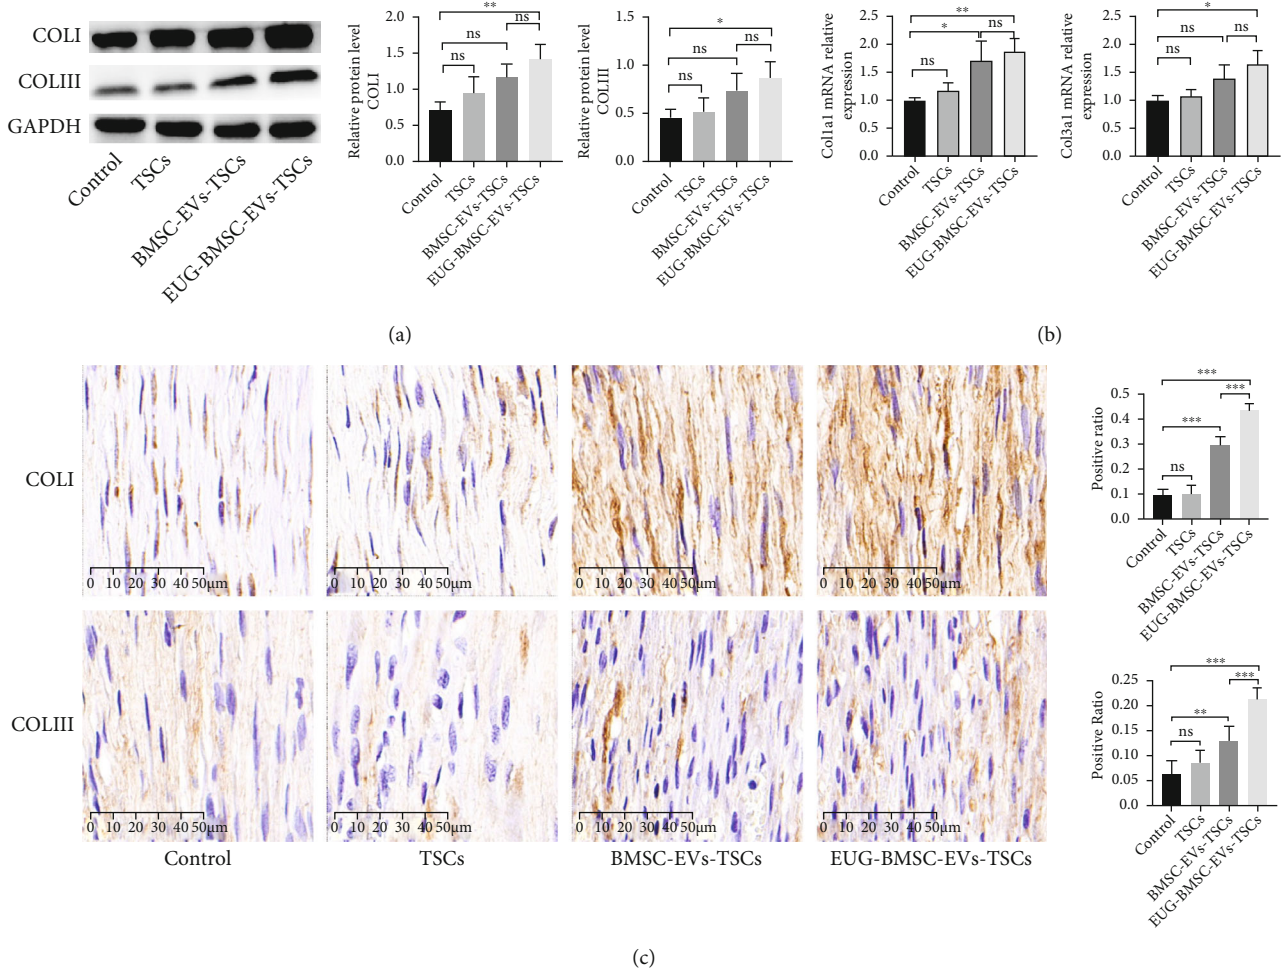 COLI
COLIII
GAPDH
Control
TSCs
BMSC-EVs-TSCs
EUG-BMSC-EVs-TSCs
Relative protein level
COLI
2.0
1.5
1.0
0.5
0.0
**
ns
ns
ns
Control
TSCs
BMSC-EVs-TSCs
EUG-BMSC-EVs-TSCs
Relative protein level
COLIII
1.5
1.0
0.5
0.0
*
ns
ns
ns
Control
TSCs
BMSC-EVs-TSCs
EUG-BMSC-EVs-TSCs
(a)
Col1a1 mRNA relative
expression
2.5
2.0
1.5
1.0
0.5
0.0
**
*
ns
ns
Control
TSCs
BMSC-EVs-TSCs
EUG-BMSC-EVs-TSCs
Col3a1 mRNA relative
expression
2.5
2.0
1.5
1.0
0.5
0.0
*
ns
ns
ns
Control
TSCs
BMSC-EVs-TSCs
EUG-BMSC-EVs-TSCs
(b)
COLI
0 10 20 30 40 50μm
0 10 20 30 40 50μm
0 10 20 30 40 50μm
0 10 20 30 40 50μm
Positive ratio
0.5
0.4
0.3
0.2
0.1
0.0
***
***
***
ns
Control
TSCs
BMSC-EVs-TSCs
EUG-BMSC-EVs-TSCs
COLIII
0 10 20 30 40 50μm
0 10 20 30 40 50μm
0 10 20 30 40 50μm
0 10 20 30 40 50μm
Control
TSCs
BMSC-EVs-TSCs
EUG-BMSC-EVs-TSCs
Positive Ratio
0.25
0.20
0.15
0.10
0.05
0.0
***
***
**
ns
Control
TSCs
BMSC-EVs-TSCs
EUG-BMSC-EVs-TSCs
(c)